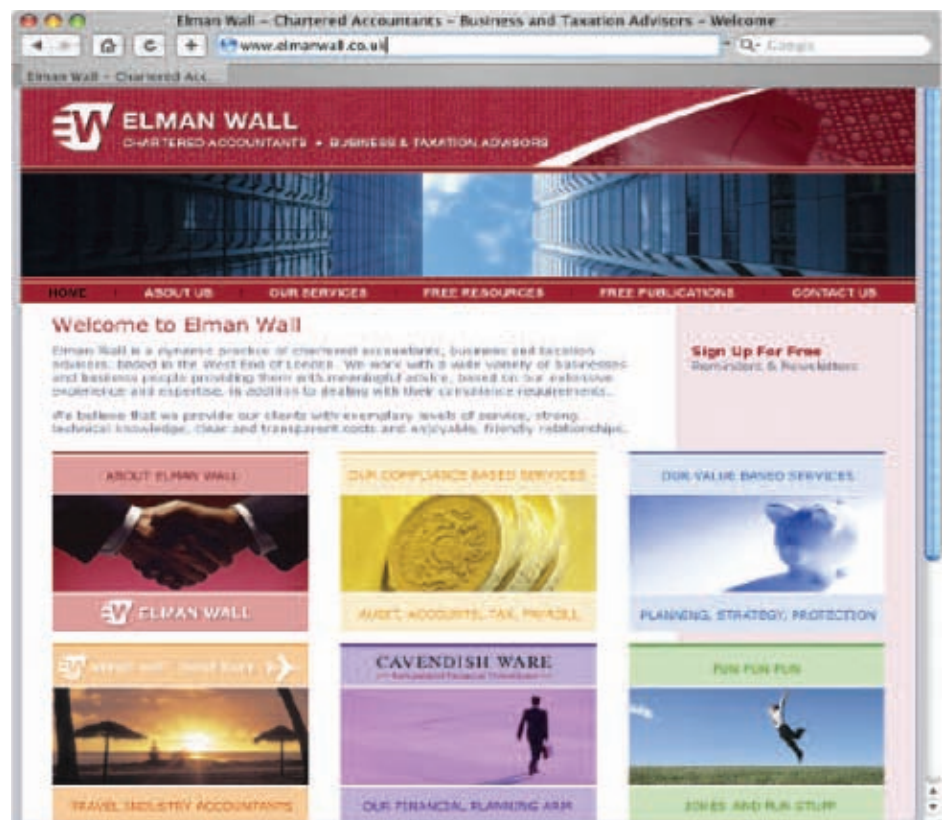 Elman Wall – Chartered Accountants – Business and Taxation Advisors – Welcome
www.elmanwall.co.uk
Google
Elman Wall – Chartered Acc...
EW ELMAN WALL
CHARTERED ACCOUNTANTS • BUSINESS & TAXATION ADVISORS
HOME ABOUT US OUR SERVICES FREE RESOURCES FREE PUBLICATIONS CONTACT US
Welcome to Elman Wall
Elman Wall is a dynamic practice of chartered accountants, business and taxation
advisors, based in the West End of London. We work with a wide variety of businesses
and business people providing them with meaningful advice, based on our extensive
experience and expertise, in addition to dealing with their compliance requirements.
We believe that we provide our clients with exemplary levels of service, strong
technical knowledge, clear and transparent costs and enjoyable, friendly relationships.
Sign Up For Free
Reminders & Newsletters
ABOUT ELMAN WALL
EW ELMAN WALL
OUR COMPLIANCE BASED SERVICES
AUDIT, ACCOUNTS, TAX, PAYROLL
OUR VALUE BASED SERVICES
PLANNING, STRATEGY, PROTECTION
TRAVEL INDUSTRY ACCOUNTANTS
CAVENDISH WARE
OUR FINANCIAL PLANNING ARM
FUN FUN FUN
JOKES AND FUN STUFF